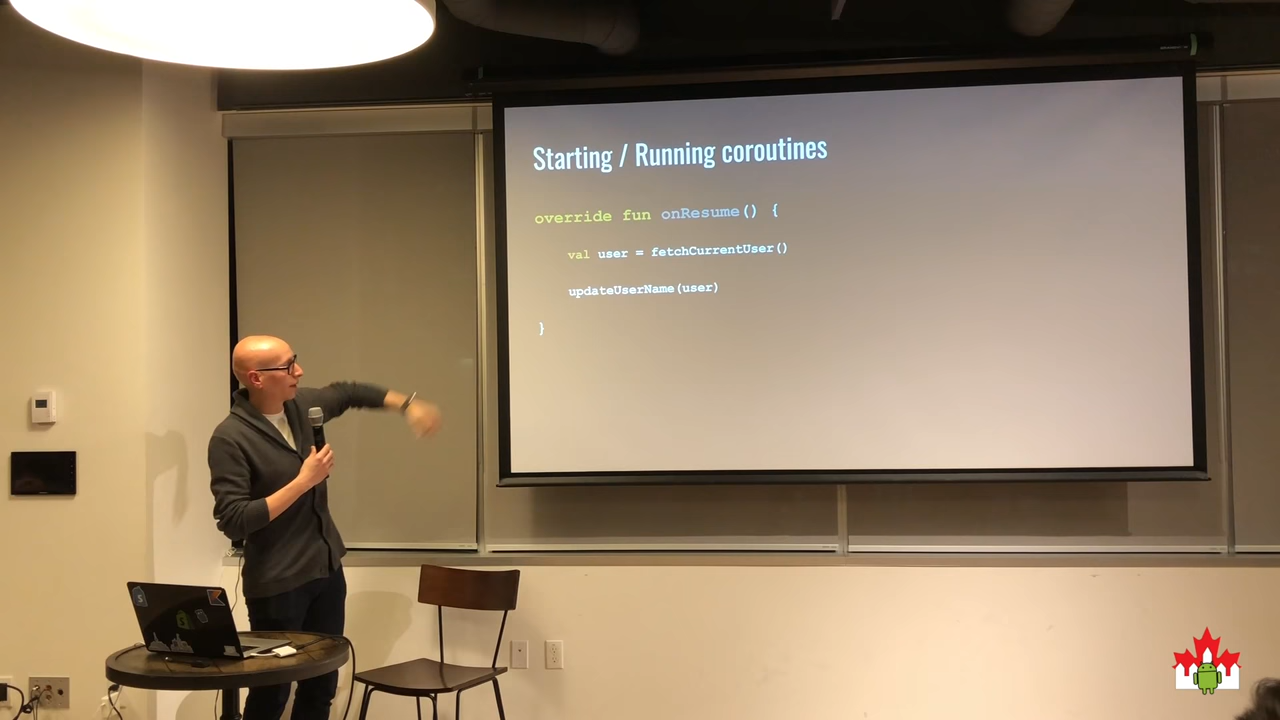 Starting / Running coroutines
override fun onResume() {
val user = fetchCurrentUser()
updateUserName(user)
}